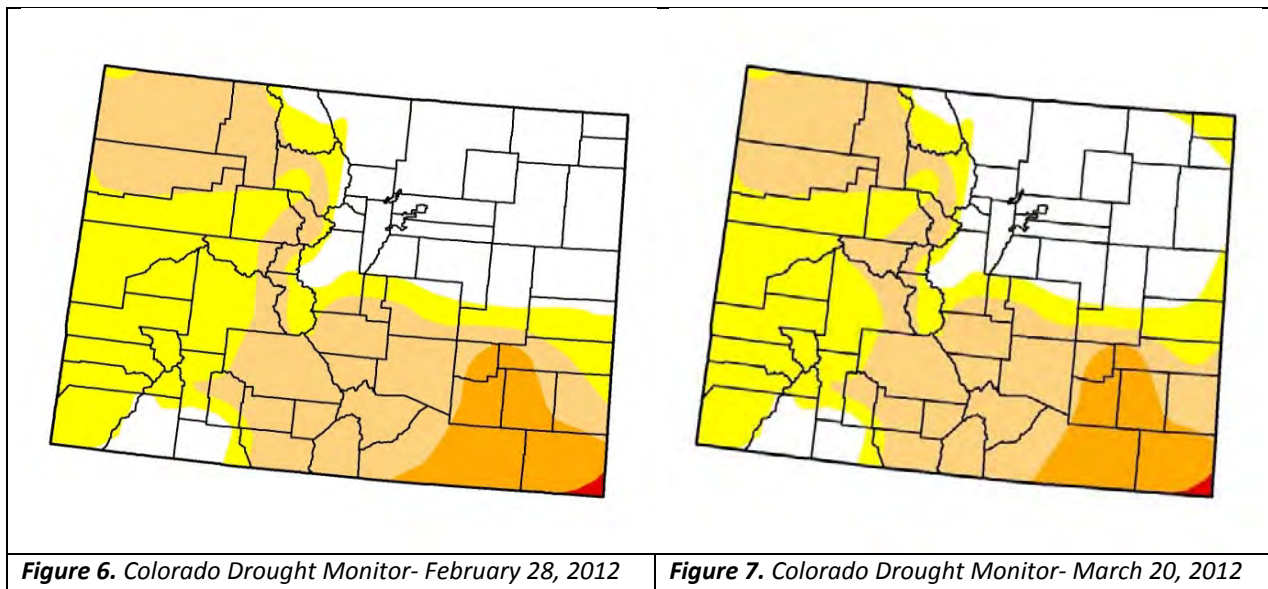 Figure 6. Colorado Drought Monitor- February 28, 2012
Figure 7. Colorado Drought Monitor- March 20, 2012